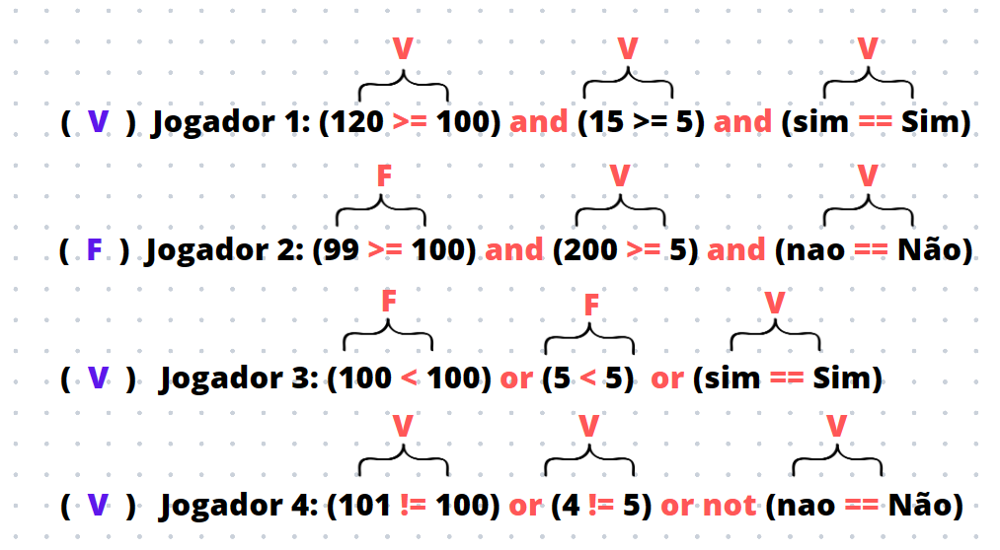 V V V
( V ) Jogador 1: (120 >= 100) and (15 >= 5) and (sim == Sim)
F V V
( F ) Jogador 2: (99 >= 100) and (200 >= 5) and (nao == Não)
F F V
( V ) Jogador 3: (100 < 100) or (5 < 5) or (sim == Sim)
V V V
( V ) Jogador 4: (101 != 100) or (4 != 5) or not (nao == Não)